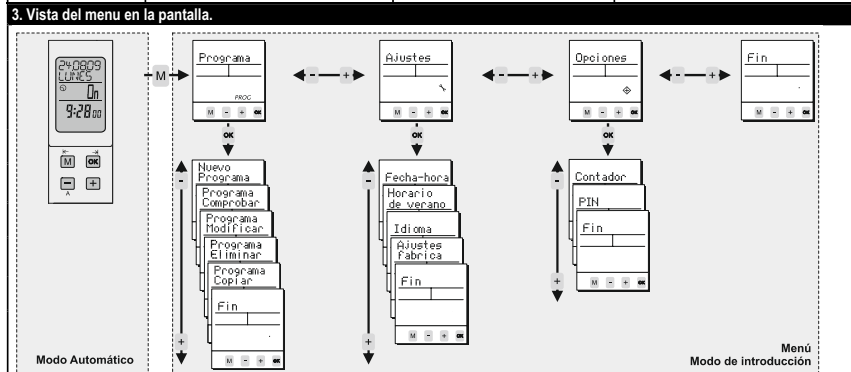 3. Vista del menu en la pantalla.
240809
LUNES
On
9:28 00
M OK
- +
A
Modo Automático
M
Programa
PROG
M - + OK
- +
Ajustes
M - + OK
- +
Opciones
M - + OK
- +
Fin
M - + OK
OK
OK
OK
-
Nuevo
Programa
Programa
Comprobar
Programa
Modificar
Programa
Eliminar
Programa
Copiar
Fin
M - + OK
+
-
Fecha-hora
Horario
de verano
Idioma
Ajustes
fabrica
Fin
M - + OK
+
-
Contador
PIN
Fin
M - + OK
+
Menú
Modo de introducción